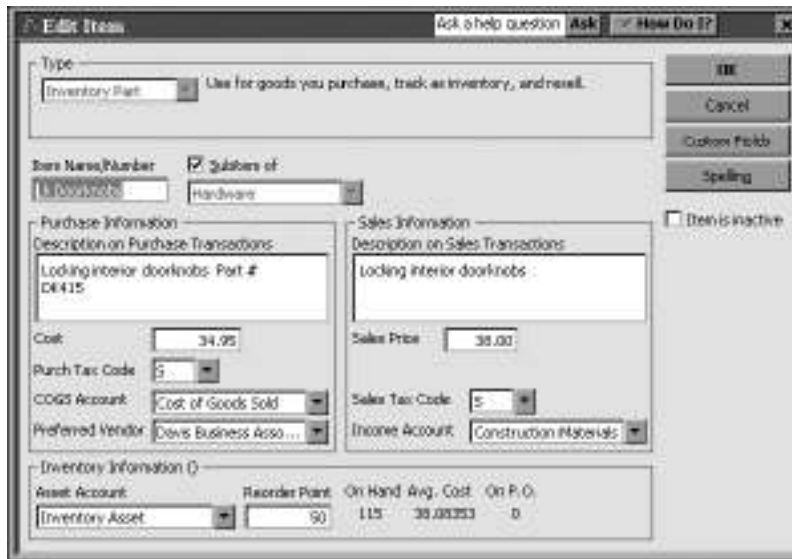 Edit Item
Ask a help question Ask How Do I?
Type
Inventory Part
Use for goods you purchase, track as inventory, and resell.
OK
Cancel
Custom Fields
Spelling
Item is inactive
Item Name/Number
Subitem of
Lk Doorknobs
Hardware
Purchase Information
Description on Purchase Transactions
Locking interior doorknobs Part #
DK415
Cost 34.95
Purch Tax Code S
COGS Account Cost of Goods Sold
Preferred Vendor Davis Business Asso...
Sales Information
Description on Sales Transactions
Locking interior doorknobs
Sales Price 38.00
Sales Tax Code S
Income Account Construction Materials
Inventory Information ()
Asset Account
Inventory Asset
Reorder Point
50
On Hand Avg. Cost On P.O.
115 38.08353 0